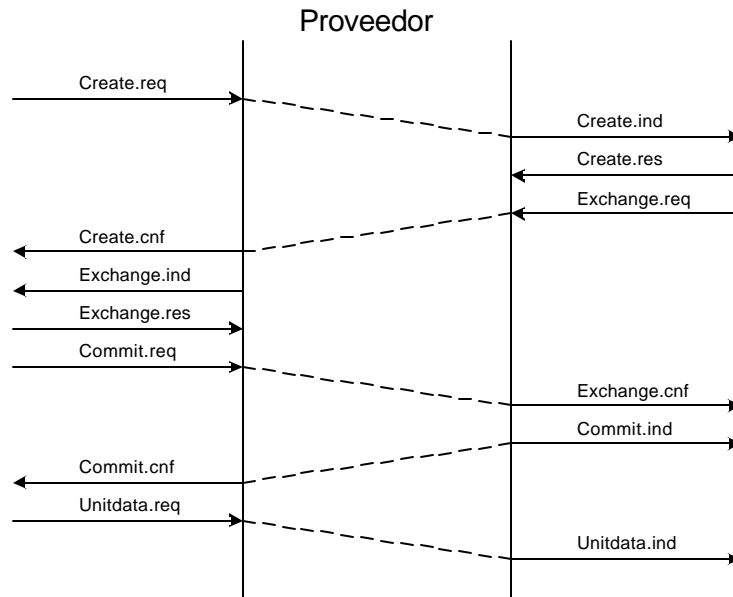 Proveedor
Create.req
Create.ind
Create.res
Exchange.req
Create.cnf
Exchange.ind
Exchange.res
Commit.req
Exchange.cnf
Commit.ind
Commit.cnf
Unitdata.req
Unitdata.ind